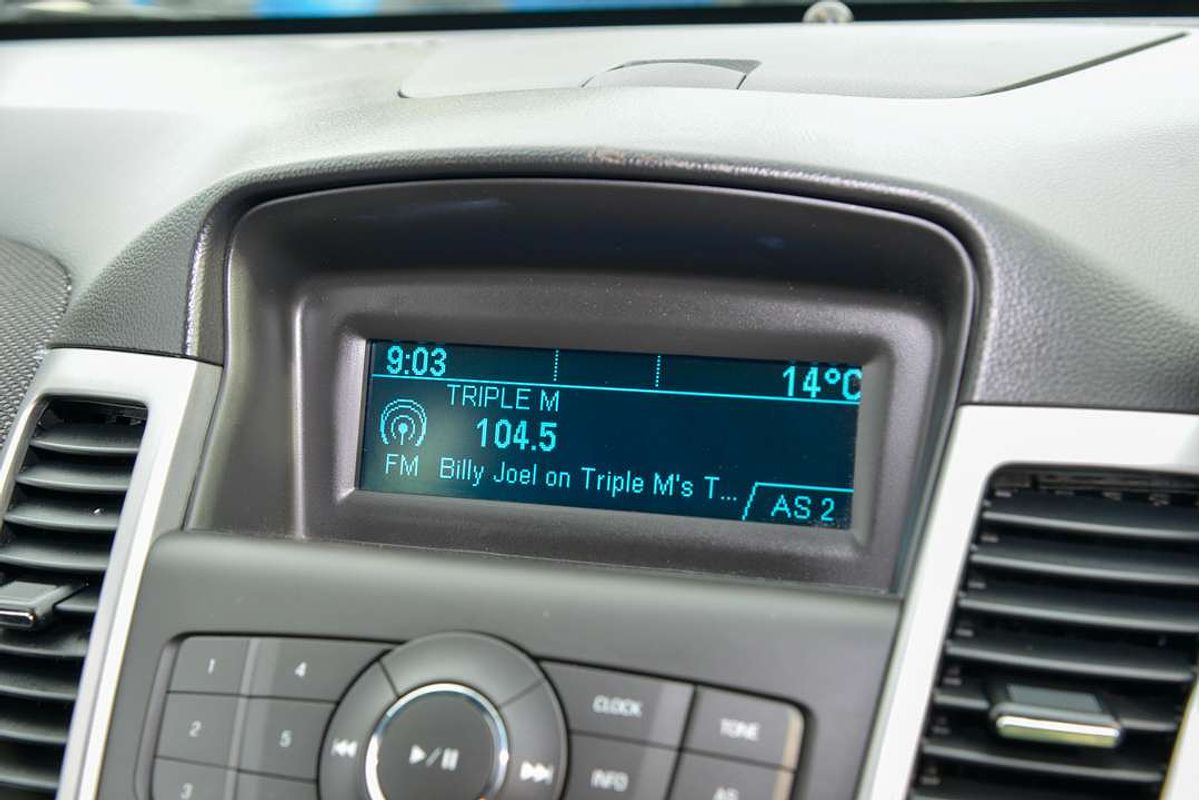 9:03 14°C
TRIPLE M
104.5
FM Billy Joel on Triple M's T...
AS 2
1 4 CLOCK TONE
2 5 INFO AS
3